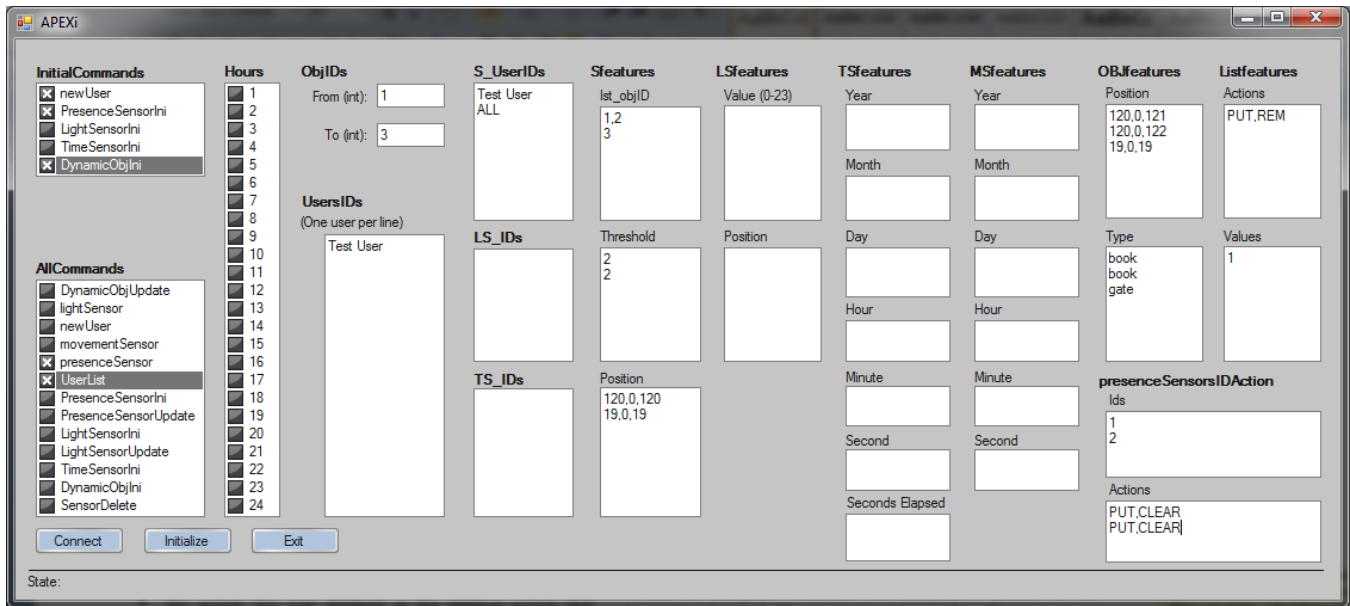 APEXi
InitialCommands
newUser
PresenceSensorIni
LightSensorIni
TimeSensorIni
DynamicObjIni
AllCommands
DynamicObjUpdate
lightSensor
newUser
movementSensor
presenceSensor
UserList
PresenceSensorIni
PresenceSensorUpdate
LightSensorIni
LightSensorUpdate
TimeSensorIni
DynamicObjIni
SensorDelete
Hours
1
2
3
4
5
6
7
8
9
10
11
12
13
14
15
16
17
18
19
20
21
22
23
24
ObjIDs
From (int): 1
To (int): 3
UsersIDs
(One user per line)
Test User
S_UserIDs
Test User
ALL
LS_IDs
TS_IDs
Sfeatures
lst_objID
1,2
3
Threshold
2
2
Position
120,0,120
19,0,19
LSfeatures
Value (0-23)
Position
TSfeatures
Year
Month
Day
Hour
Minute
Second
Seconds Elapsed
MSfeatures
Year
Month
Day
Hour
Minute
Second
OBJfeatures
Position
120,0,121
120,0,122
19,0,19
Type
book
book
gate
Listfeatures
Actions
PUT,REM
Values
1
presenceSensorsIDAction
Ids
1
2
Actions
PUT,CLEAR
PUT,CLEAR
Connect
Initialize
Exit
State: